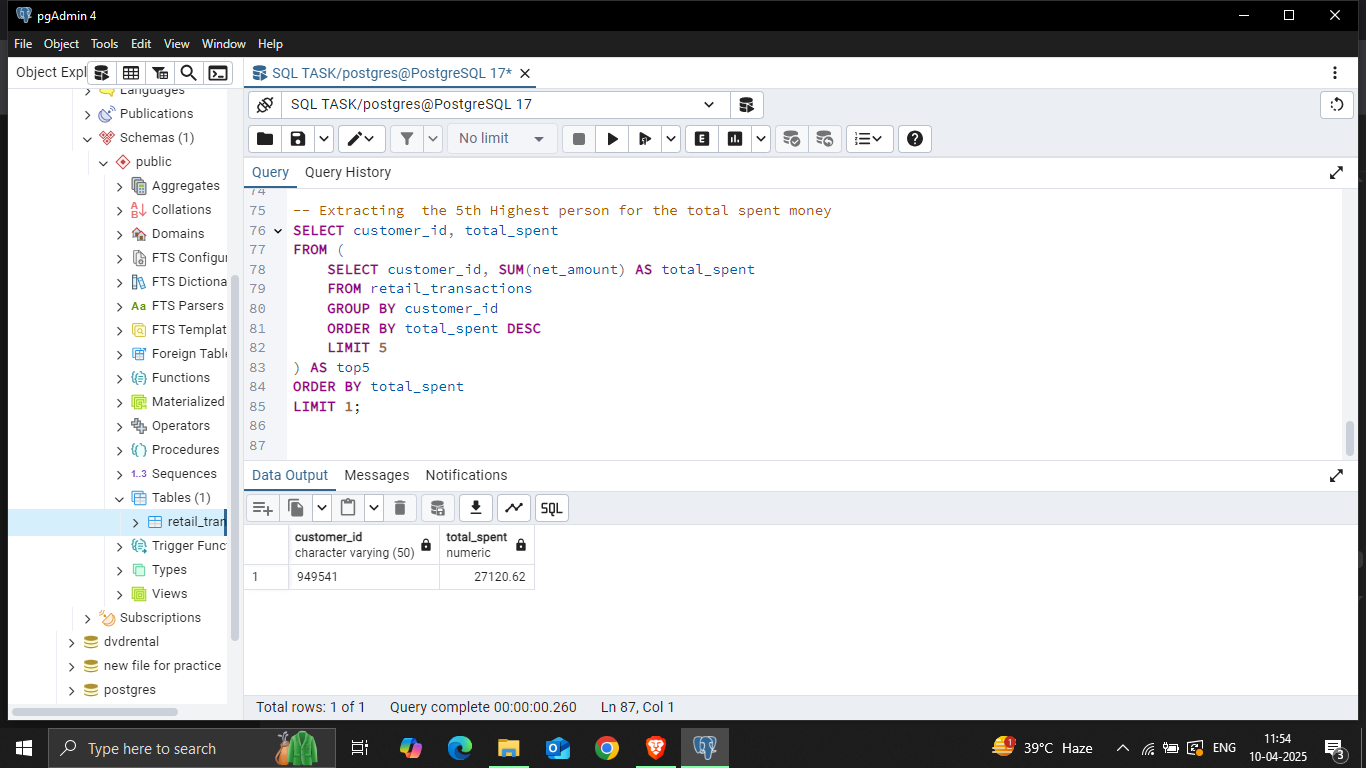 pgAdmin 4
File Object Tools Edit View Window Help
Object Expl
SQL TASK/postgres@PostgreSQL 17*
SQL TASK/postgres@PostgreSQL 17
No limit
E
SQL
Languages
Publications
Schemas (1)
public
Aggregates
Collations
Domains
FTS Configur
FTS Dictiona
FTS Parsers
FTS Templat
Foreign Table
Functions
Materialized
Operators
Procedures
1..3 Sequences
Tables (1)
retail_tran
Trigger Func
Types
Views
Subscriptions
dvdrental
new file for practice
postgres
Query Query History
74
75 -- Extracting  the 5th Highest person for the total spent money
76 SELECT customer_id, total_spent
77 FROM (
78     SELECT customer_id, SUM(net_amount) AS total_spent
79     FROM retail_transactions
80     GROUP BY customer_id
81     ORDER BY total_spent DESC
82     LIMIT 5
83 ) AS top5
84 ORDER BY total_spent
85 LIMIT 1;
86
87
Data Output Messages Notifications
customer_id total_spent
character varying (50) numeric
1 949541 27120.62
Total rows: 1 of 1 Query complete 00:00:00.260 Ln 87, Col 1
Type here to search
1
39°C Haze
ENG
11:54
10-04-2025
3